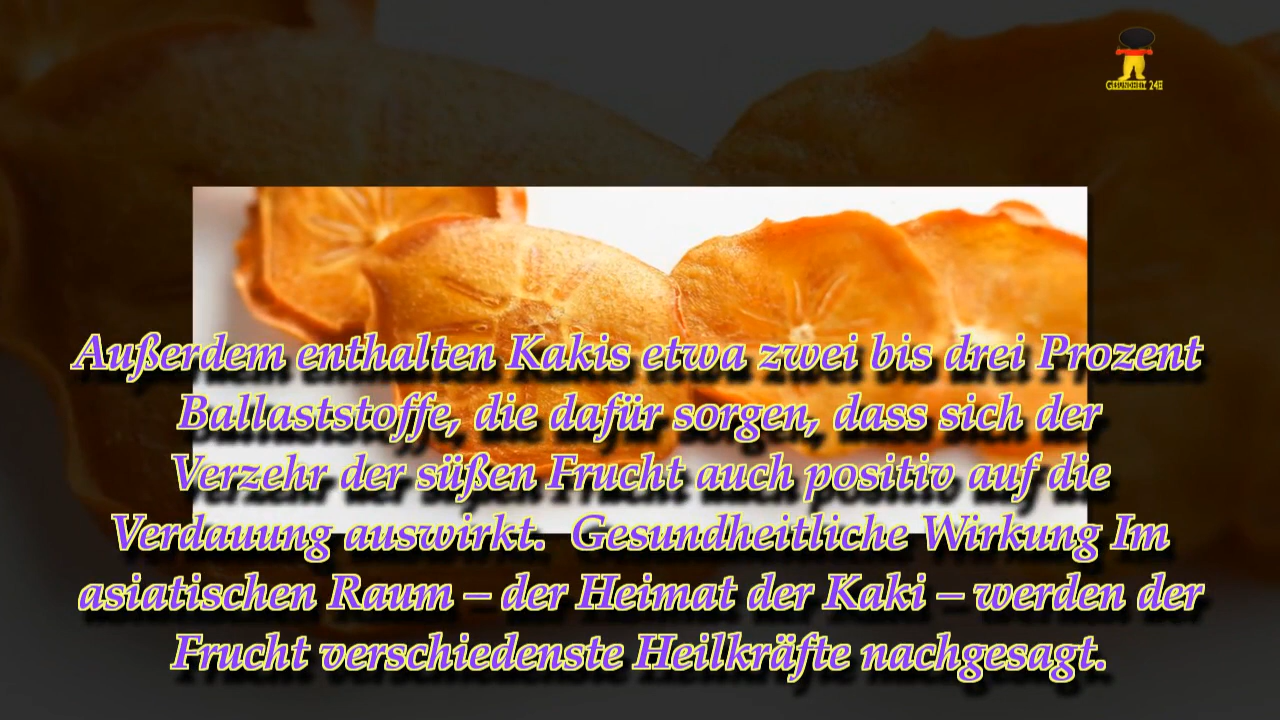 GESUNDHEIT 24H
Außerdem enthalten Kakis etwa zwei bis drei Prozent
Ballaststoffe, die dafür sorgen, dass sich der
Verzehr der süßen Frucht auch positiv auf die
Verdauung auswirkt. Gesundheitliche Wirkung Im
asiatischen Raum – der Heimat der Kaki – werden der
Frucht verschiedenste Heilkräfte nachgesagt.